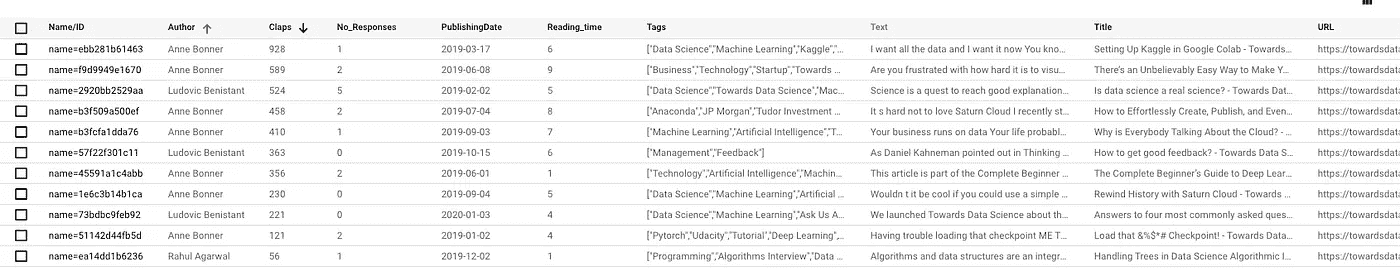 Name/ID Author Claps No_Responses PublishingDate Reading_time Tags Text Title URL
name=ebb281b61463 Anne Bonner 928 1 2019-03-17 6 ["Data Science","Machine Learning","Kaggle","... I want all the data and I want it now You kno... Setting Up Kaggle in Google Colab - Towards... https://towardsdat
name=f9d9949e1670 Anne Bonner 589 2 2019-06-08 9 ["Business","Technology","Startup","Towards ... Are you frustrated with how hard it is to visu... There's an Unbelievably Easy Way to Make Y... https://towardsdat
name=2920bb2529aa Ludovic Benistant 524 5 2019-02-02 5 ["Data Science","Towards Data Science","Mac... Science is a quest to reach good explanation... Is data science a real science? - Towards Dat... https://towardsdat
name=b3f509a500ef Anne Bonner 458 2 2019-07-04 8 ["Anaconda","JP Morgan","Tudor Investment ... It s hard not to love Saturn Cloud I recently st... How to Effortlessly Create, Publish, and Even... https://towardsdat
name=b3fcfa1dda76 Anne Bonner 410 1 2019-09-03 7 ["Machine Learning","Artificial Intelligence","T... Your business runs on data Your life probabl... Why is Everybody Talking About the Cloud? - ... https://towardsdat
name=57f22f301c11 Ludovic Benistant 363 0 2019-10-15 6 ["Management","Feedback"] As Daniel Kahneman pointed out in Thinking ... How to get good feedback? - Towards Data S... https://towardsdat
name=45591a1c4abb Anne Bonner 356 2 2019-06-01 1 ["Technology","Artificial Intelligence","Machin... This article is part of the Complete Beginner ... The Complete Beginner's Guide to Deep Lear... https://towardsdat
name=1e6c3b14b1ca Anne Bonner 230 0 2019-09-04 5 ["Data Science","Machine Learning","Artificial ... Wouldn t it be cool if you could use a simple ... Rewind History with Saturn Cloud - Towards ... https://towardsdat
name=73bdbc9feb92 Ludovic Benistant 221 0 2020-01-03 4 ["Data Science","Machine Learning","Ask Us A... We launched Towards Data Science about th... Answers to four most commonly asked ques... https://towardsdat
name=51142d44fb5d Anne Bonner 121 2 2019-01-02 4 ["Pytorch","Udacity","Tutorial","Deep Learning",... Having trouble loading that checkpoint ME T... Load that &%$*# Checkpoint! - Towards Data... https://towardsdat
name=ea14dd1b6236 Rahul Agarwal 56 1 2019-12-02 1 ["Programming","Algorithms Interview","Data ... Algorithms and data structures are an integr... Handling Trees in Data Science Algorithmic I... https://towardsdat